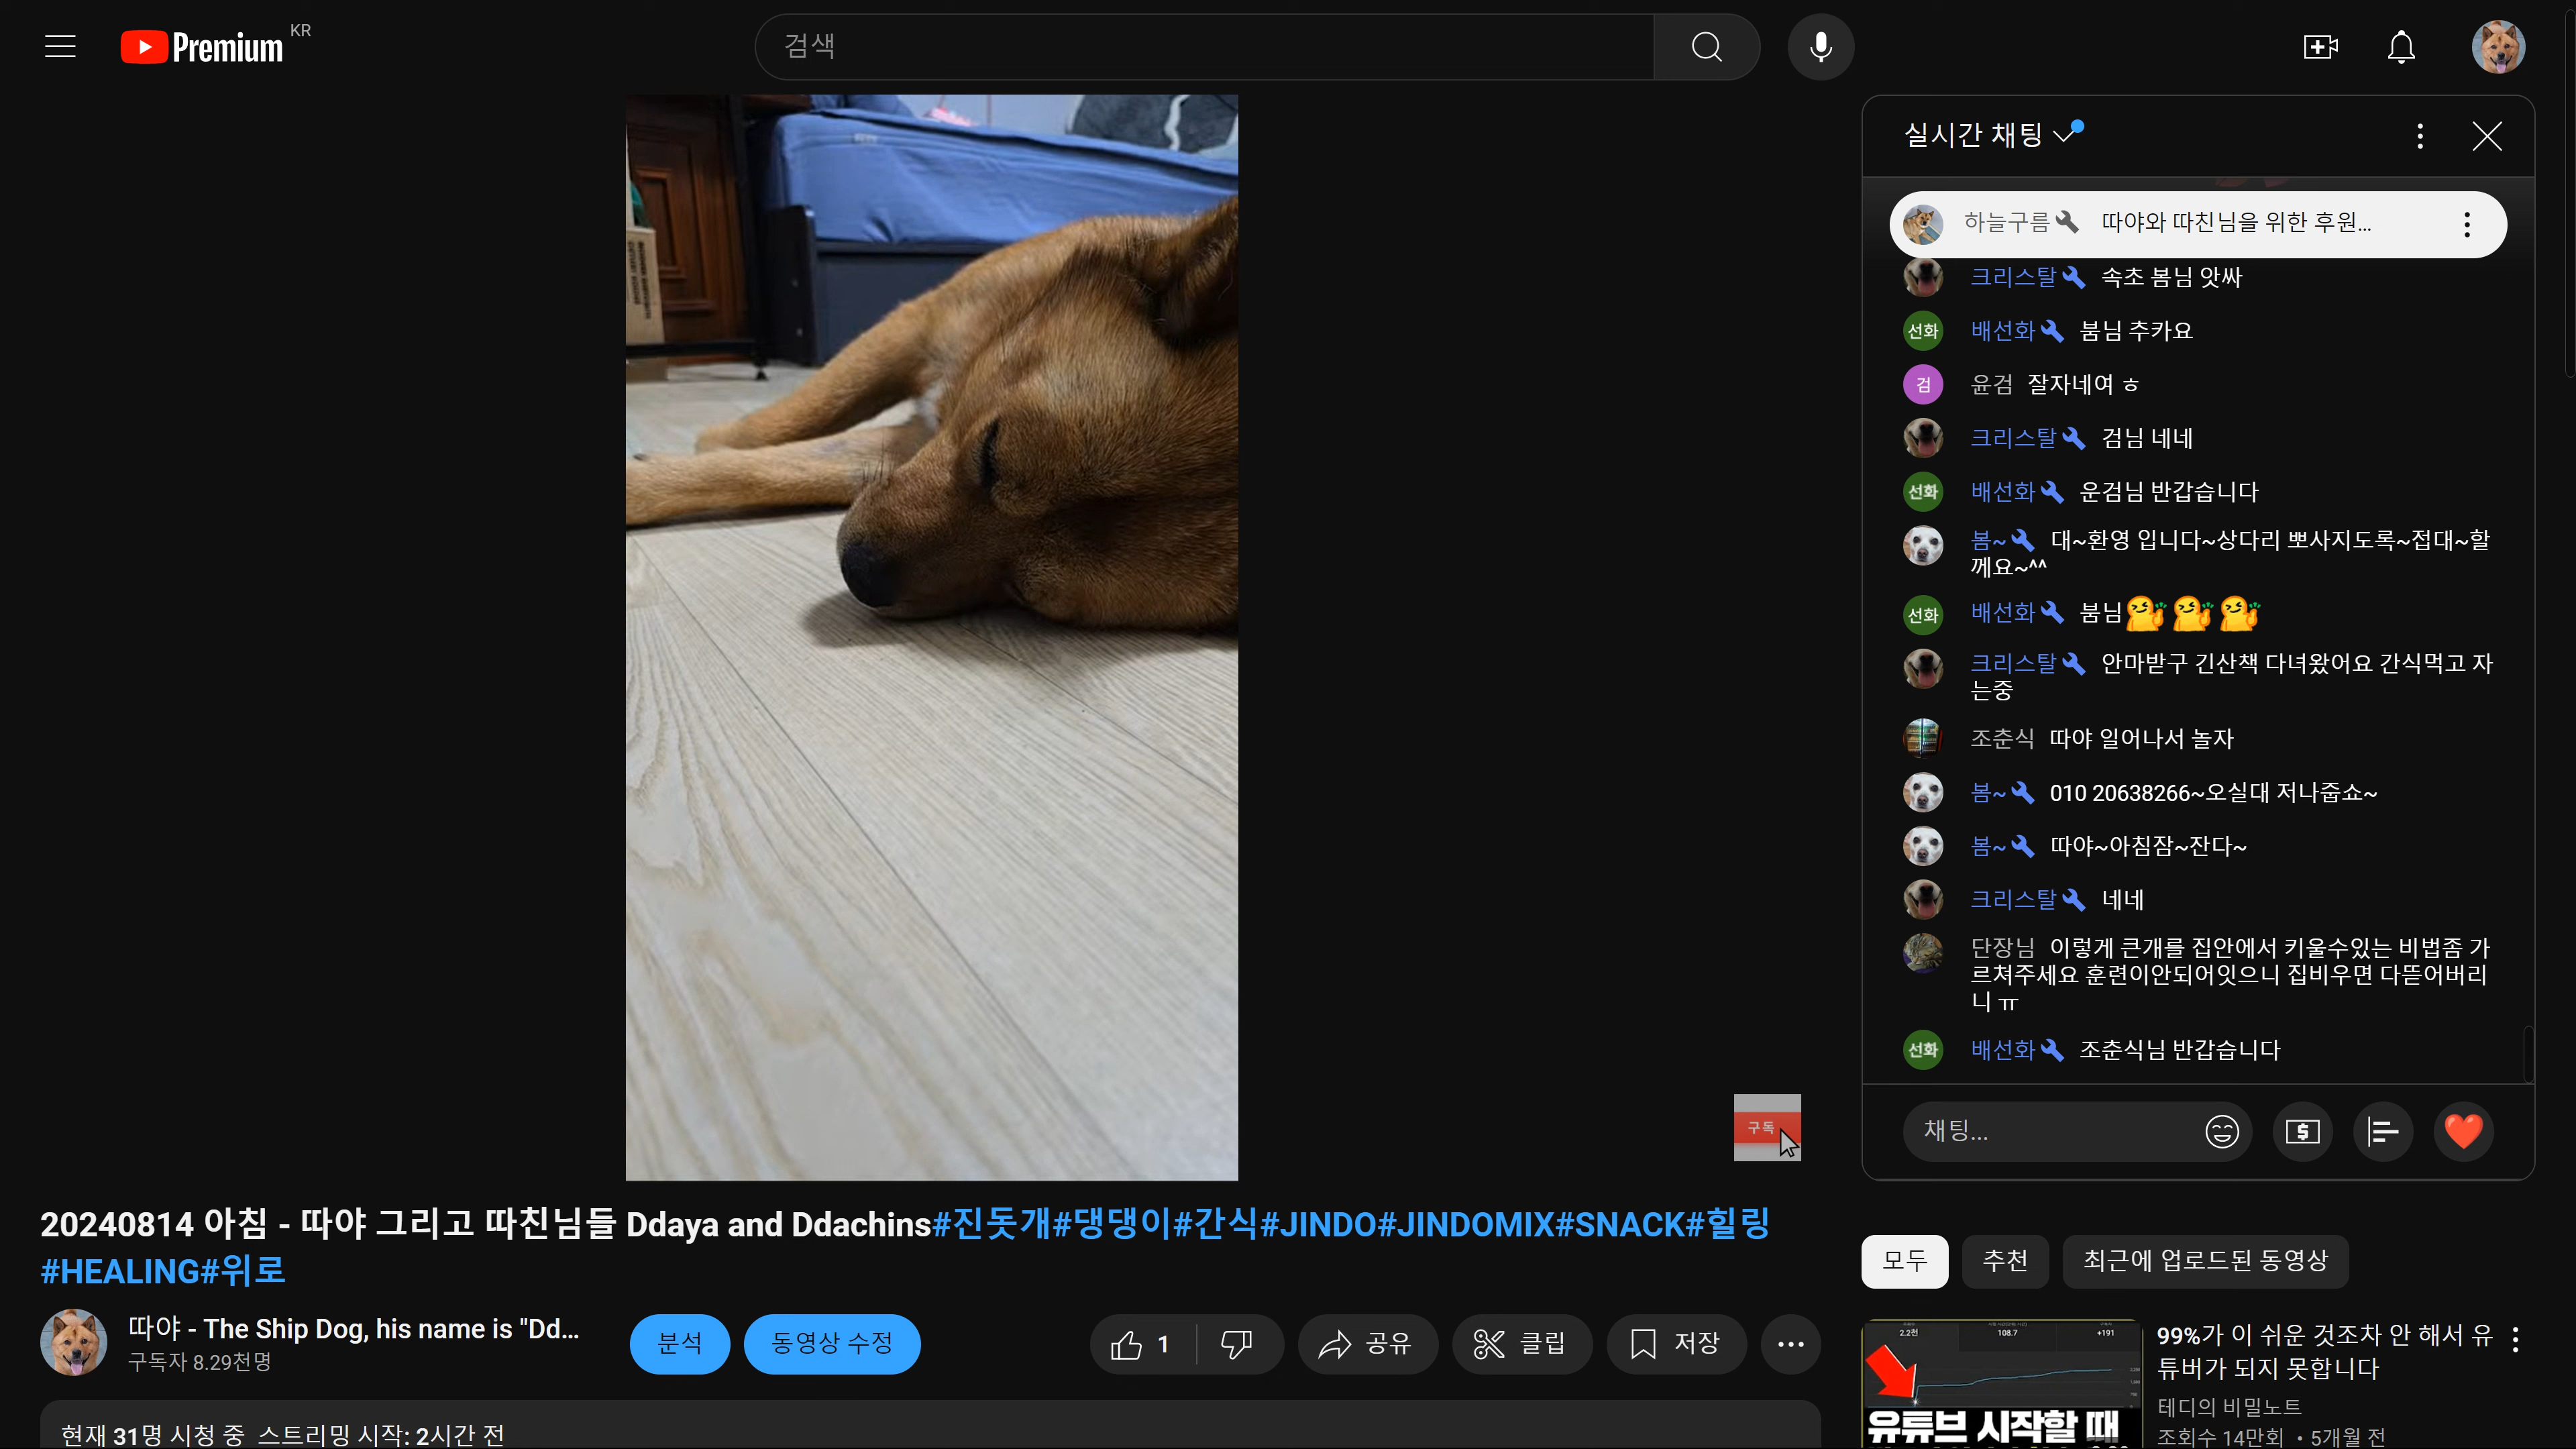 Premium KR
검색
실시간 채팅
하늘구름 따야와 따친님을 위한 후원...
크리스탈 속초 봄님 앗싸
선화 배선화 붐님 추카요
검 윤검 잘자네여 ㅎ
크리스탈 검님 네네
선화 배선화 운검님 반갑습니다
봄~ 대~환영 입니다~상다리 뽀사지도록~접대~할
께요~^^
선화 배선화 붐님
크리스탈 안마받구 긴산책 다녀왔어요 간식먹고 자
는중
조춘식 따야 일어나서 놀자
봄~ 010 20638266~오실대 저나줍쇼~
봄~ 따야~아침잠~잔다~
크리스탈 네네
단장님 이렇게 큰개를 집안에서 키울수있는 비법좀 가
르쳐주세요 훈련이안되어잇으니 집비우면 다뜯어버리
니 ㅠ
선화 배선화 조춘식님 반갑습니다
채팅...
구독
20240814 아침 - 따야 그리고 따친님들 Ddaya and Ddachins#진돗개#댕댕이#간식#JINDO#JINDOMIX#SNACK#힐링
#HEALING#위로
따야 - The Ship Dog, his name is "Dd...
구독자 8.29천명
분석
동영상 수정
1
공유
클립
저장
현재 31명 시청 중 스트리밍 시작: 2시간 전
모두
추천
최근에 업로드된 동영상
2.2천 108.7 +191
유튜브 시작할 때
99%가 이 쉬운 것조차 안 해서 유
튜버가 되지 못합니다
테디의 비밀노트
조회수 14만회 • 5개월 전